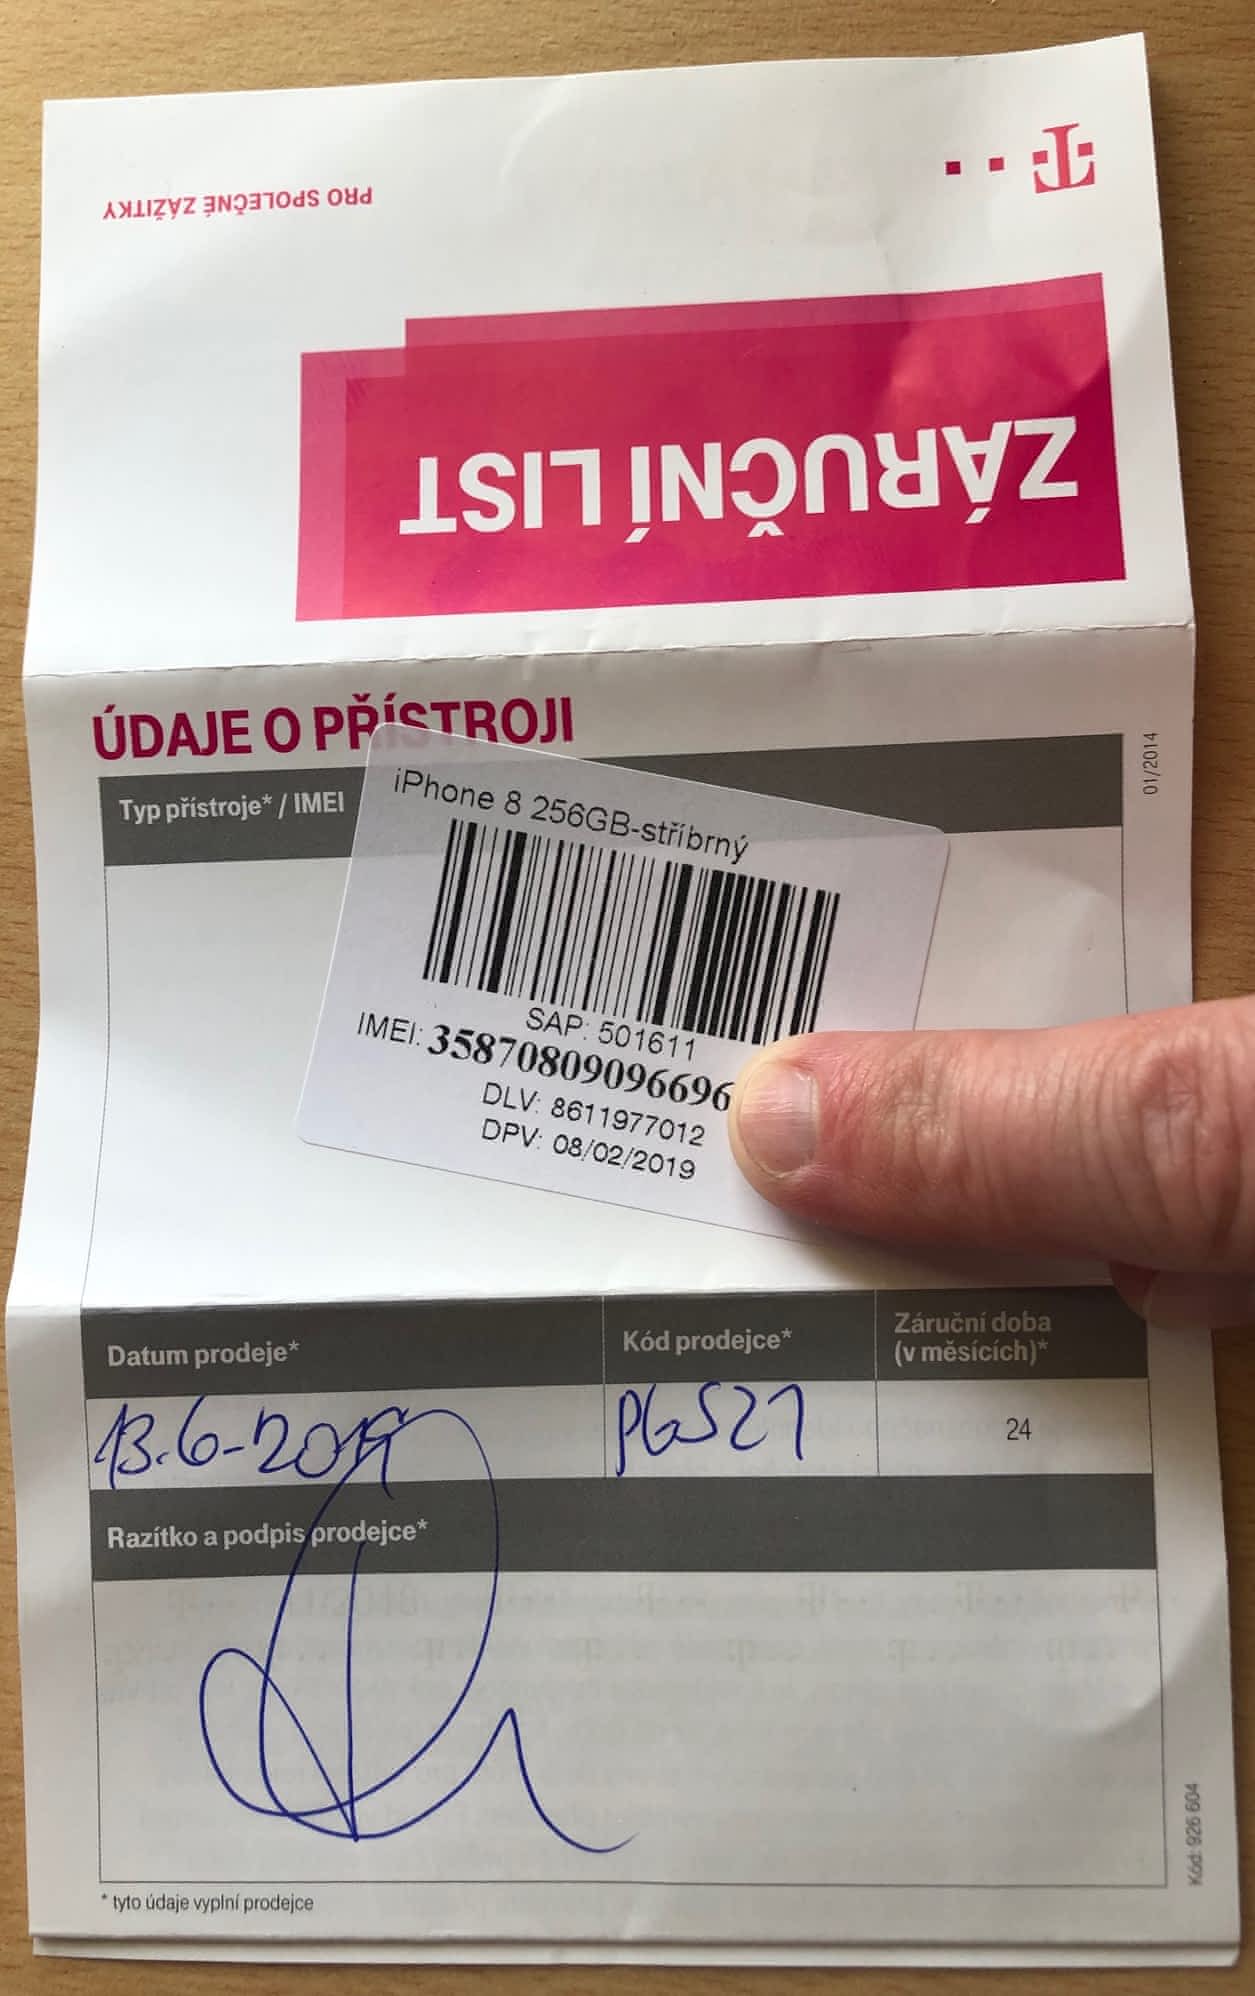 T
PRO SPOLEČNÉ ZÁŽITKY
ZÁRUČNÍ LIST
ÚDAJE O PŘÍSTROJI
01/2014
Typ přístroje* / IMEI
iPhone 8 256GB-stříbrný
SAP: 501611
IMEI: 35870809096696
DLV: 8611977012
DPV: 08/02/2019
Datum prodeje* Kód prodejce* Záruční doba
(v měsících)*
13.6-2019 PGS21 24
Razítko a podpis prodejce*
Kód: 926 604
* tyto údaje vyplní prodejce